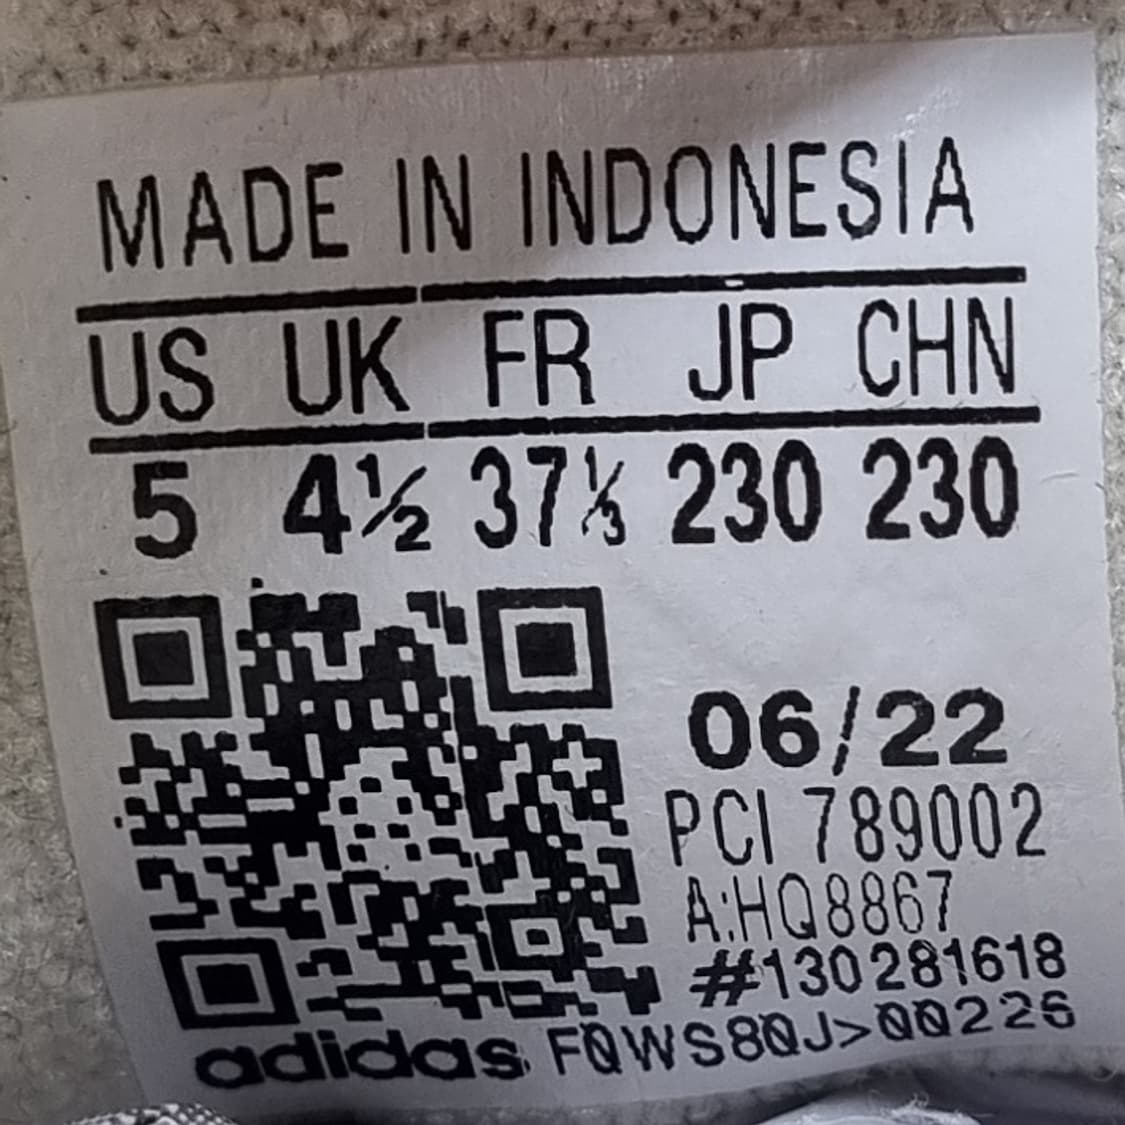 MADE IN INDONESIA
US UK FR JP CHN
5 4½ 37⅓ 230 230
06/22
PCI 789002
A:HQ8867
#130281618
adidas F0WS80J>00226